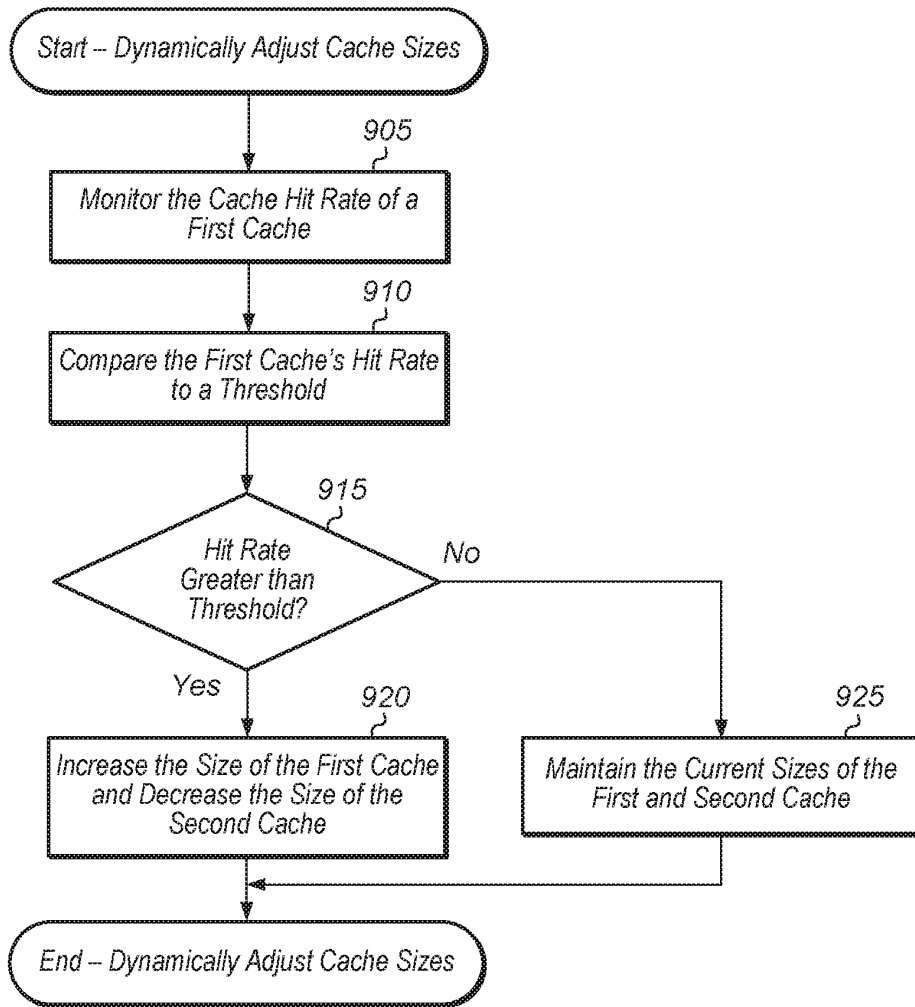 Start – Dynamically Adjust Cache Sizes
905
Monitor the Cache Hit Rate of a
First Cache
910
Compare the First Cache's Hit Rate
to a Threshold
915
Hit Rate
Greater than
Threshold?
No
Yes
920
Increase the Size of the First Cache
and Decrease the Size of the
Second Cache
925
Maintain the Current Sizes of the
First and Second Cache
End – Dynamically Adjust Cache Sizes